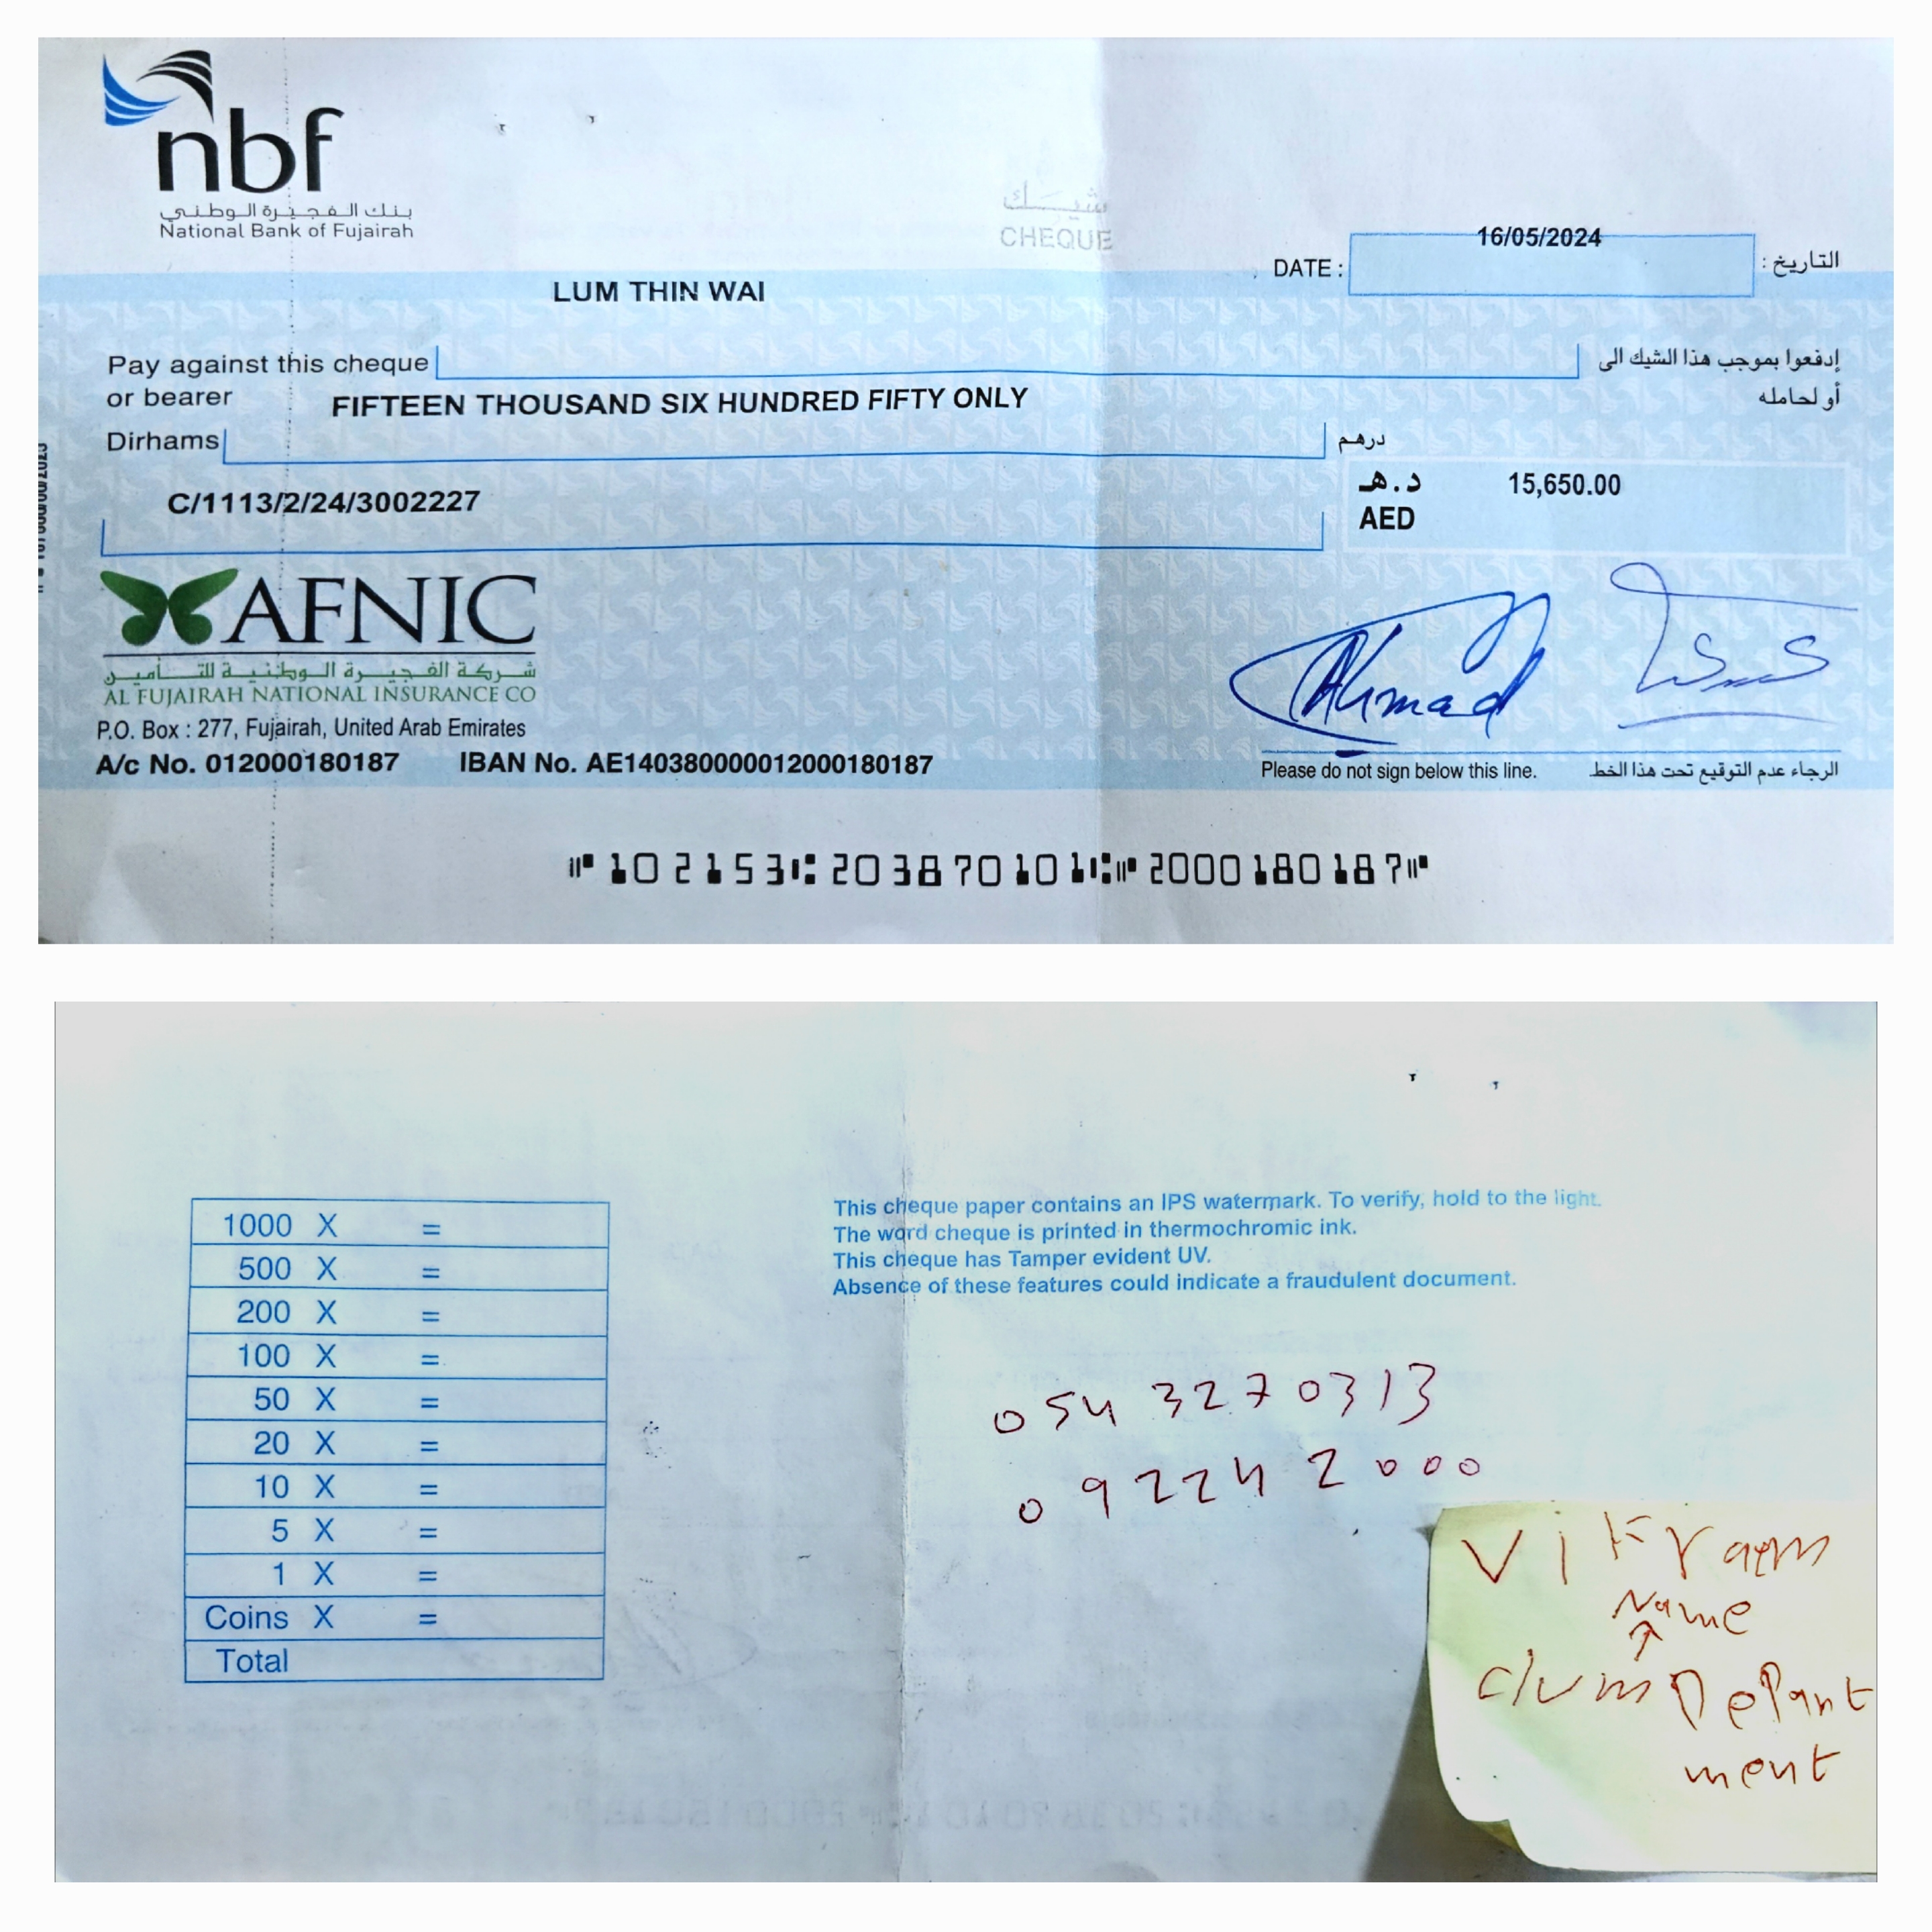 nbf
بنك الفجيرة الوطني
National Bank of Fujairah
شيك
CHEQUE
DATE : 16/05/2024 التاريخ :
LUM THIN WAI
Pay against this cheque إدفعوا بموجب هذا الشيك الى
or bearer أو لحامله
FIFTEEN THOUSAND SIX HUNDRED FIFTY ONLY
Dirhams درهم
C/1113/2/24/3002227
د.هـ 15,650.00
AED
AFNIC
شركة الفجيرة الوطنية للتأمين
AL FUJAIRAH NATIONAL INSURANCE CO
P.O. Box : 277, Fujairah, United Arab Emirates
A/c No. 012000180187 IBAN No. AE140380000012000180187
Ahmad
Please do not sign below this line. الرجاء عدم التوقيع تحت هذا الخط
102153 203870101 2000180187
This cheque paper contains an IPS watermark. To verify, hold to the light.
The word cheque is printed in thermochromic ink.
This cheque has Tamper evident UV.
Absence of these features could indicate a fraudulent document.
1000 X =
500 X =
200 X =
100 X =
50 X =
20 X =
10 X =
5 X =
1 X =
Coins X =
Total
054 3270313
092242000
Vikram
Name
Depart
ment